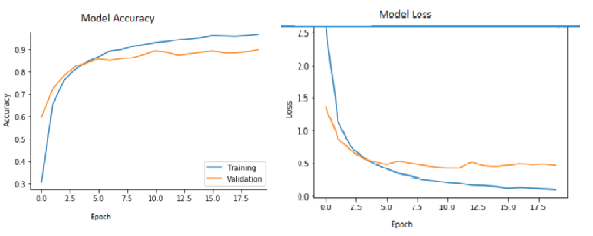 Model Accuracy
0.9
0.8
0.7
0.6
0.5
0.4
0.3
Accuracy
0.0 2.5 5.0 7.5 10.0 12.5 15.0 17.5
Epoch
Training
Validation
Model Loss
2.5
2.0
1.5
1.0
0.5
0.0
Loss
0.0 2.5 5.0 7.5 10.0 12.5 15.0 17.5
Epoch